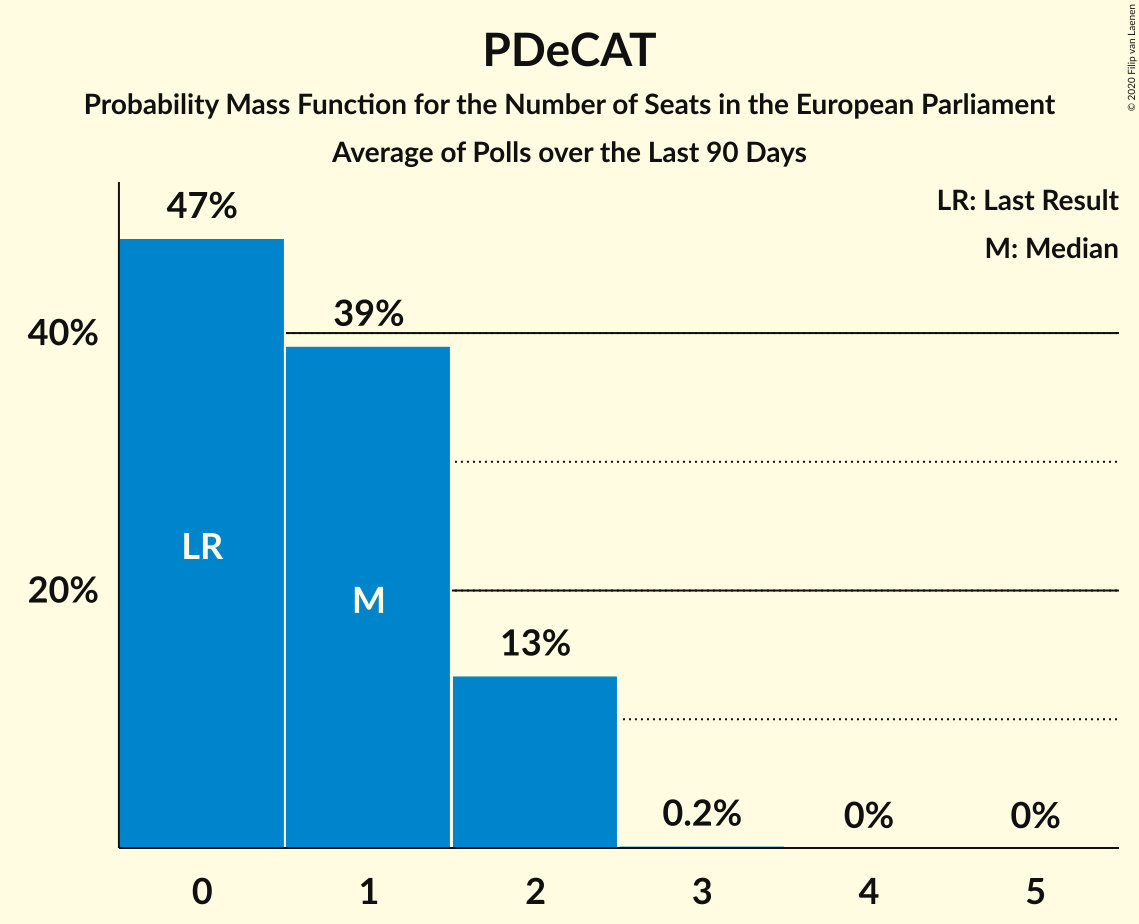 PDeCAT
Probability Mass Function for the Number of Seats in the European Parliament
Average of Polls over the Last 90 Days
© 2020 Filip van Laenen
LR: Last Result
M: Median
47%
39%
40%
LR
M
20%
13%
0.2%
0%
0%
0
1
2
3
4
5